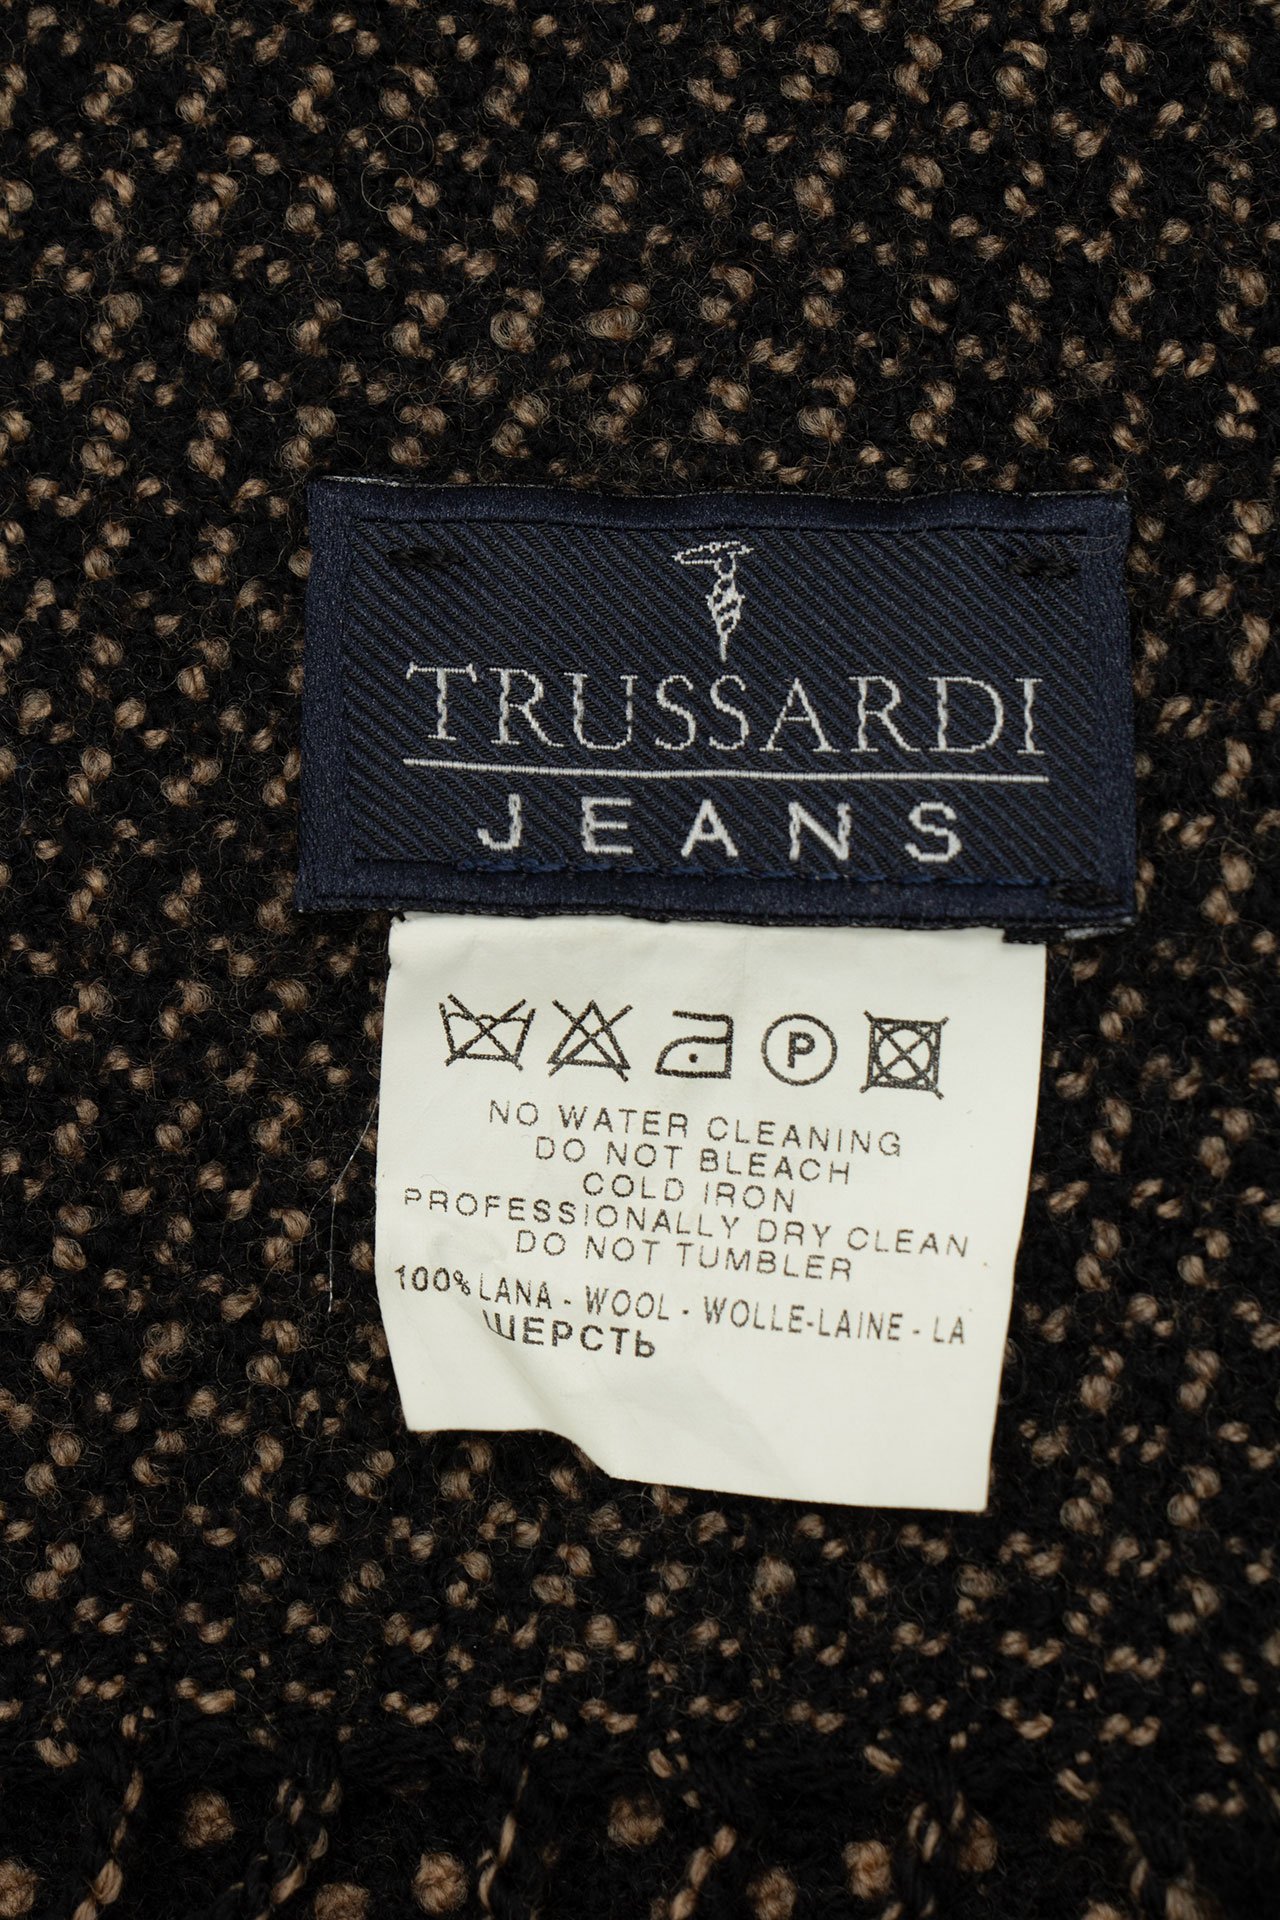 TRUSSARDI
JEANS
P
NO WATER CLEANING
DO NOT BLEACH
COLD IRON
PROFESSIONALLY DRY CLEAN
DO NOT TUMBLER
100% LANA - WOOL - WOLLE-LAINE - LA
ШЕРСТЬ